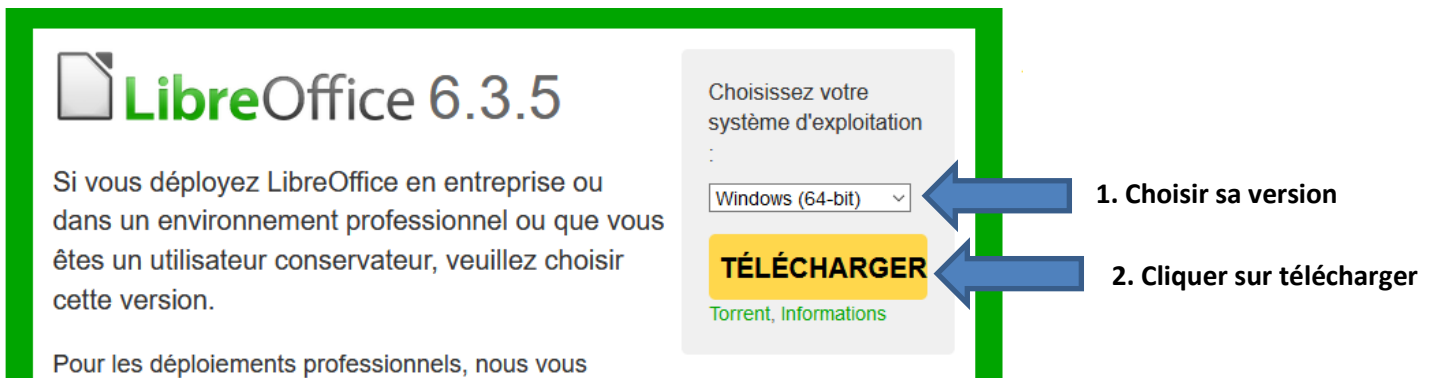 LibreOffice 6.3.5
Si vous déployez LibreOffice en entreprise ou
dans un environnement professionnel ou que vous
êtes un utilisateur conservateur, veuillez choisir
cette version.
Pour les déploiements professionnels, nous vous
Choisissez votre
système d'exploitation
:
Windows (64-bit)
TÉLÉCHARGER
Torrent, Informations
1. Choisir sa version
2. Cliquer sur télécharger